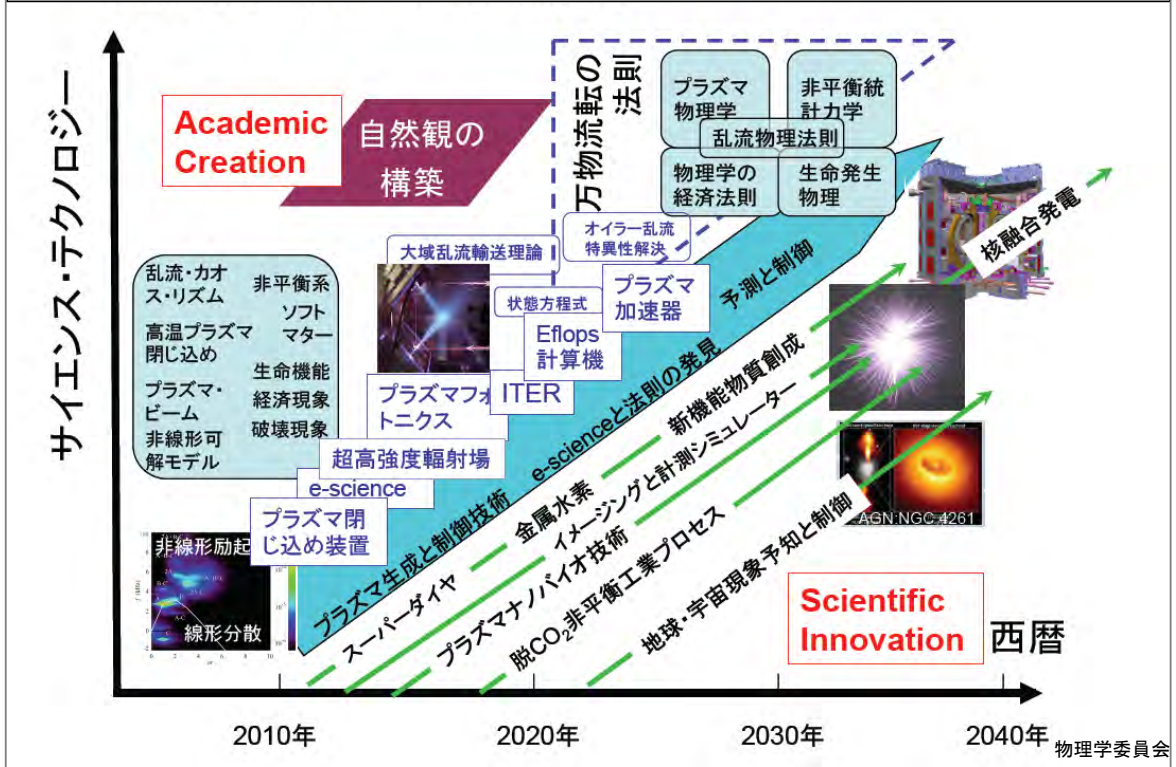 サイエンス・テクノロジー
Academic
Creation
自然観の
構築
万物流転の
法則
プラズマ
物理学
非平衡統
計力学
乱流物理法則
物理学の
経済法則
生命発生
物理
オイラー乱流
特異性解決
大域乱流輸送理論
状態方程式
プラズマ
加速器
Eflops
計算機
ITER
プラズマフォ
トニクス
超高強度輻射場
e-science
プラズマ閉
じ込め装置
乱流・カオ
ス・リズム
高温プラズマ
閉じ込め
プラズマ・
ビーム
非線形可
解モデル
非平衡系
ソフト
マター
生命機能
経済現象
破壊現象
非線形励起
線形分散
プラズマ生成と制御技術
e-scienceと法則の発見
予測と制御
スーパーダイヤ
金属水素
新機能物質創成
核融合発電
イメージングと計測シミュレーター
プラズマナノバイオ技術
脱CO₂非平衡工業プロセス
地球・宇宙現象予知と制御
AGN NGC 4261
Scientific
Innovation
西暦
2010年
2020年
2030年
2040年
物理学委員会